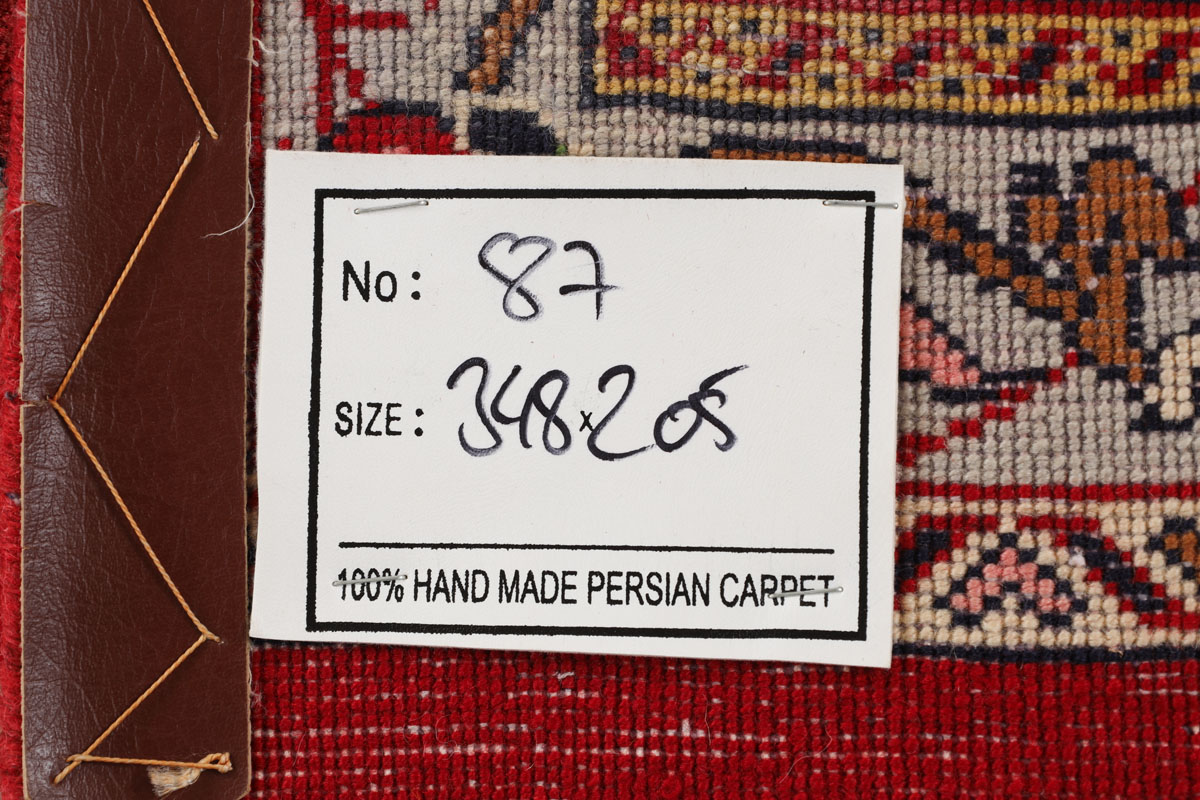 No: 87
SIZE: 348x205
100% HAND MADE PERSIAN CARPET